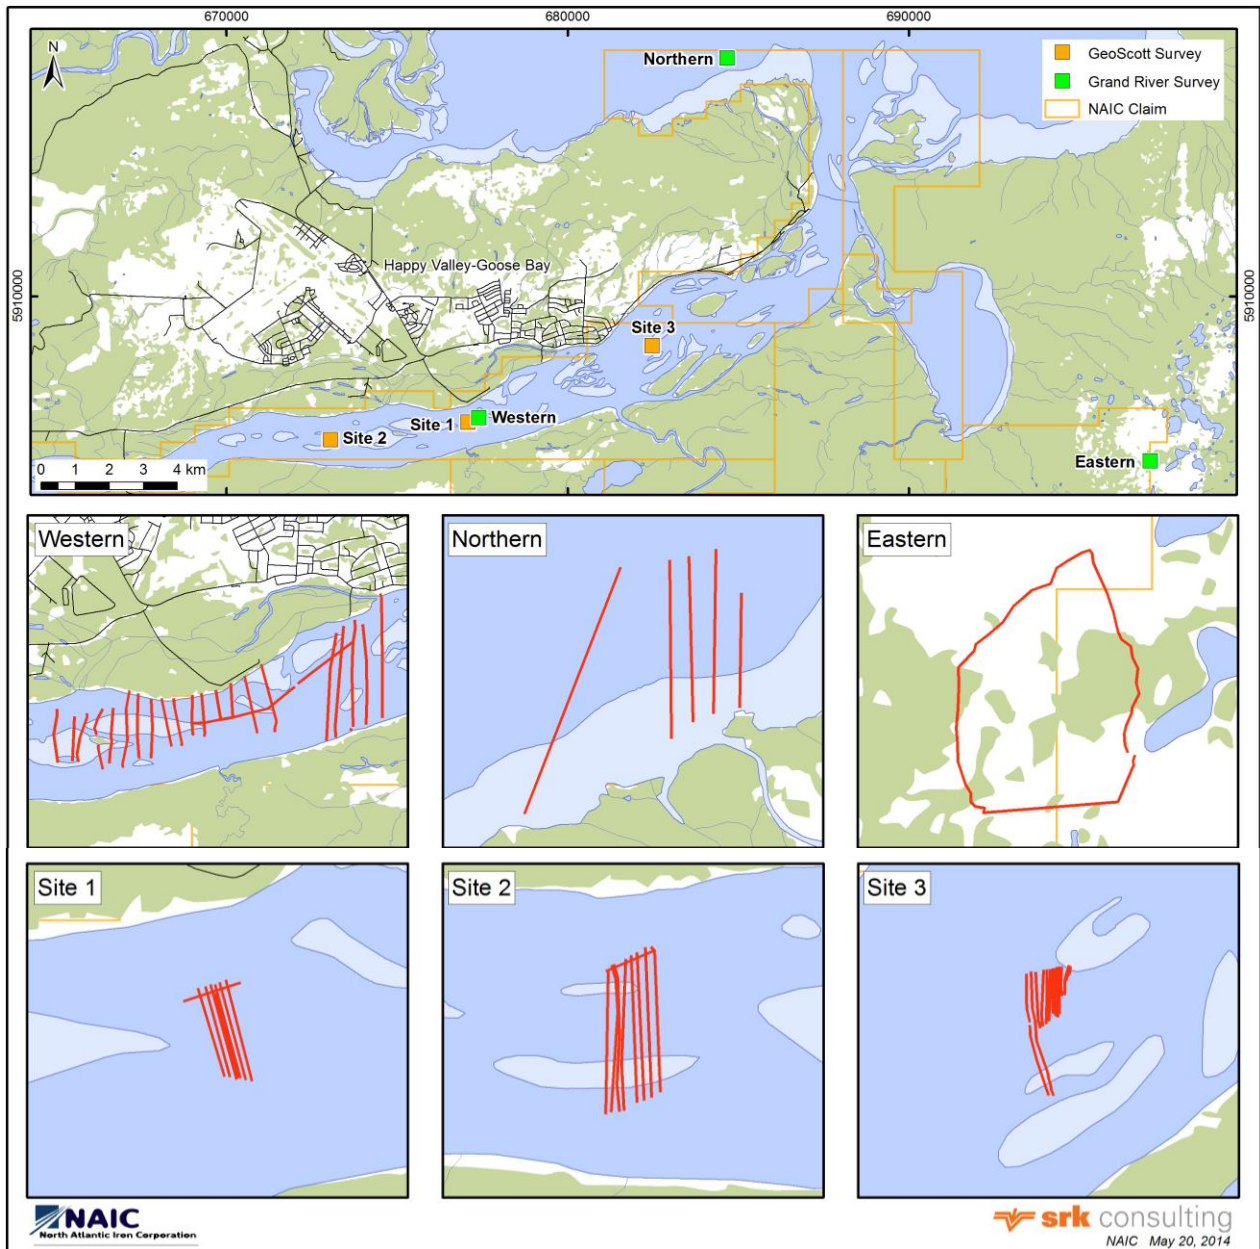 670000
680000
690000
N
Northern
GeoScott Survey
Grand River Survey
NAIC Claim
5910000
5910000
Happy Valley-Goose Bay
Site 3
Site 1
Western
Site 2
Eastern
0 1 2 3 4 km
Western
Northern
Eastern
Site 1
Site 2
Site 3
NAIC
North Atlantic Iron Corporation
srk consulting
NAIC May 20, 2014